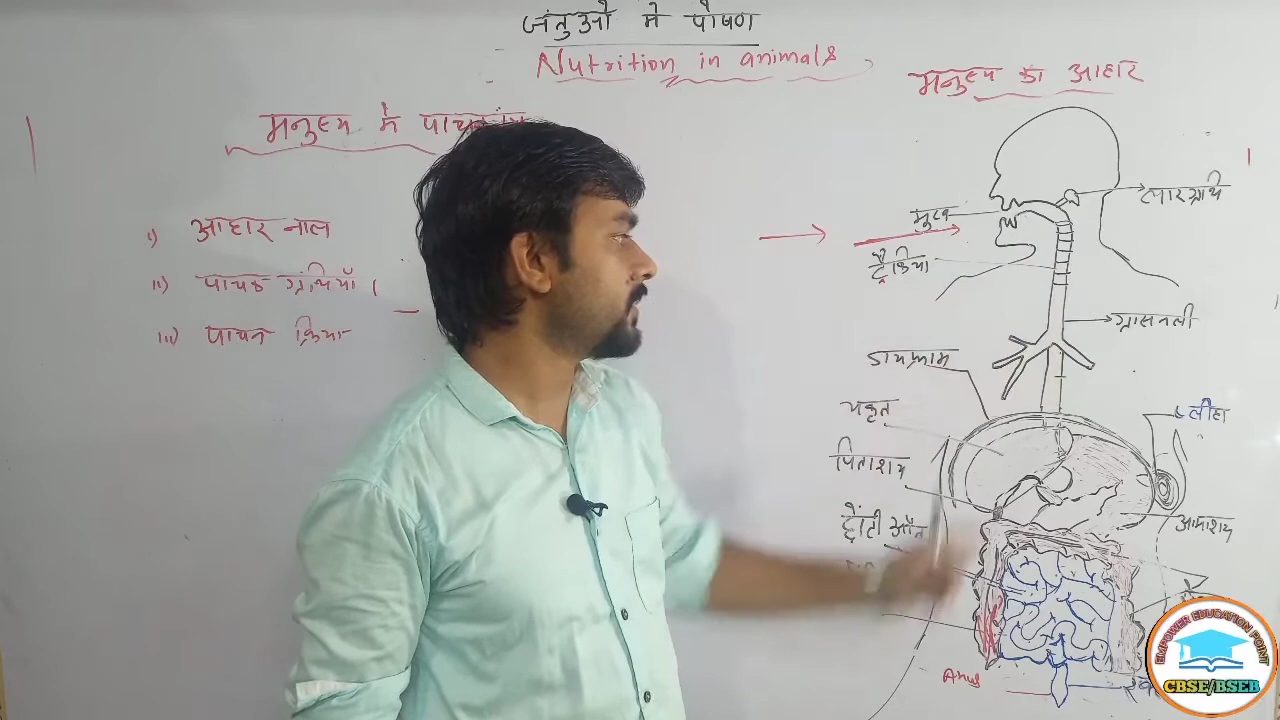 जंतुओं में पोषण
Nutrition in animals
मनुष्य का आहार
मनुष्य में
i) आहार नाल
ii) पाचक ग्रंथियाँ
iii) पाचन क्रिया
लारग्रंथि
मुख
ट्रैकिया
ग्रासनली
डायफ्राम
यकृत
प्लीहा
पिताशय
छोटी आँत
आमाशय
Anus
EMPOWER EDUCATION POINT
CBSE/BSEB